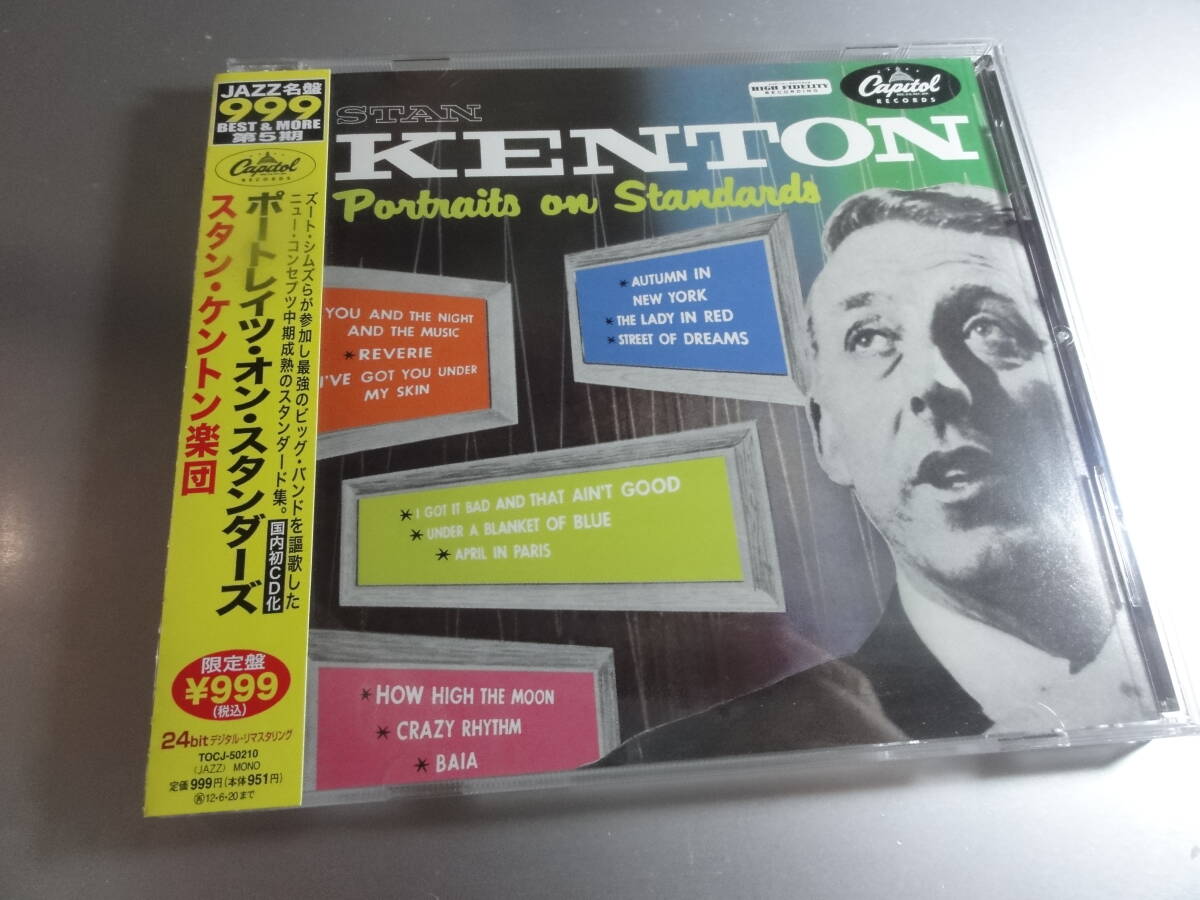 JAZZ名盤
999
BEST & MORE
第5期
Capitol
RECORDS
ズート・シムズらが参加し最強のビッグ・バンドを謳歌した
ニュー・コンセプツ中期成熟のスタンダード集。
国内初CD化
ポートレイツ・オン・スタンダーズ
スタン・ケントン楽団
限定盤
¥999
(税込)
24bitデジタル・リマスタリング
TOCJ-50210
(JAZZ) MONO
定価999円(本体951円)
Ⓡ12・6・20まで
HIGH FIDELITY
RECORDING
Capitol
RECORDS
STAN
KENTON
Portraits on Standards
YOU AND THE NIGHT
AND THE MUSIC
* REVERIE
I'VE GOT YOU UNDER
MY SKIN
* AUTUMN IN
NEW YORK
* THE LADY IN RED
* STREET OF DREAMS
* I GOT IT BAD AND THAT AIN'T GOOD
* UNDER A BLANKET OF BLUE
* APRIL IN PARIS
* HOW HIGH THE MOON
* CRAZY RHYTHM
* BAIA